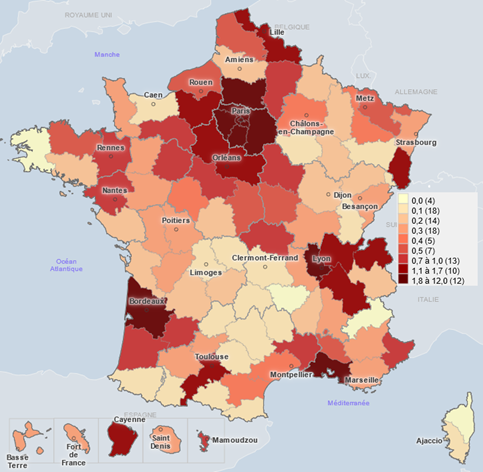 ROYAUME UNI
BELGIQUE
Lille
Manche
Amiens
LUX
Rouen
ALLEMAGNE
Caen
Metz
Paris
Châlons
en-Champagne
Strasbourg
Rennes
Orléans
Nantes
Dijon
Besançon
Poitiers
Océan
Atlantique
Clermont-Ferrand
Lyon
Limoges
ITALIE
Bordeaux
Toulouse
Montpellier
Marseille
Méditerranée
ESPAGNE
Cayenne
Basse
Terre
Fort
de
France
Saint
Denis
Mamoudzou
Ajaccio
0,0 (4)
0,1 (18)
0,2 (14)
0,3 (18)
0,4 (5)
0,5 (7)
0,7 à 1,0 (13)
1,1 à 1,7 (10)
1,8 à 12,0 (12)